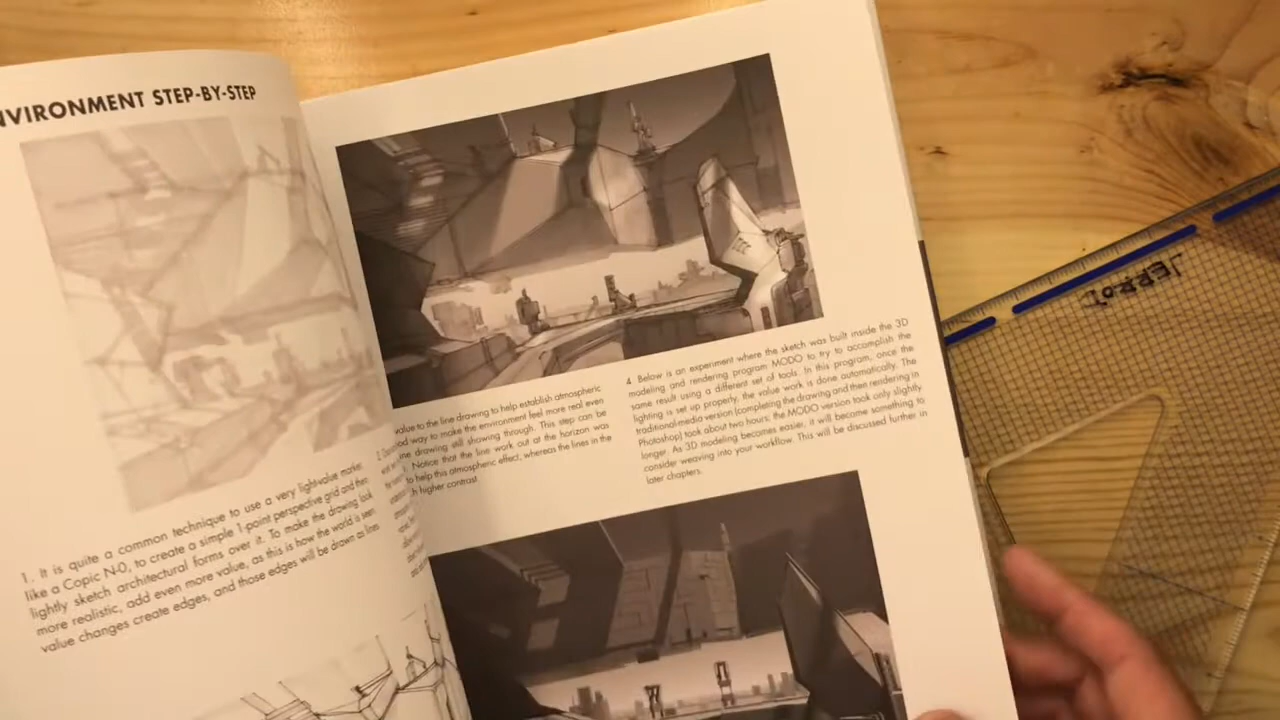 NVIRONMENT STEP-BY-STEP
1. It is quite a common technique to use a very light-value marker,
like a Copic N-0, to create a simple 1-point perspective grid and then
lightly sketch architectural forms over it. To make the drawing look
more realistic, add even more value, as this is how the world is seen:
value changes create edges, and those edges will be drawn as lines
value to the line drawing to help establish atmospheric
good way to make the environment feel more real even
line drawing still showing through. This step can be
Notice that the line work out at the horizon was
to help this atmospheric effect, whereas the lines in the
higher contrast.
4. Below is an experiment where the sketch was built inside the 3D
modeling and rendering program MODO to try to accomplish the
same result using a different set of tools. In this program, once the
lighting is set up properly, the value work is done automatically. The
traditional-media version (completing the drawing and then rendering in
Photoshop) took about two hours; the MODO version took only slightly
longer. As 3D modeling becomes easier, it will become something to
consider weaving into your workflow. This will be discussed further in
later chapters.